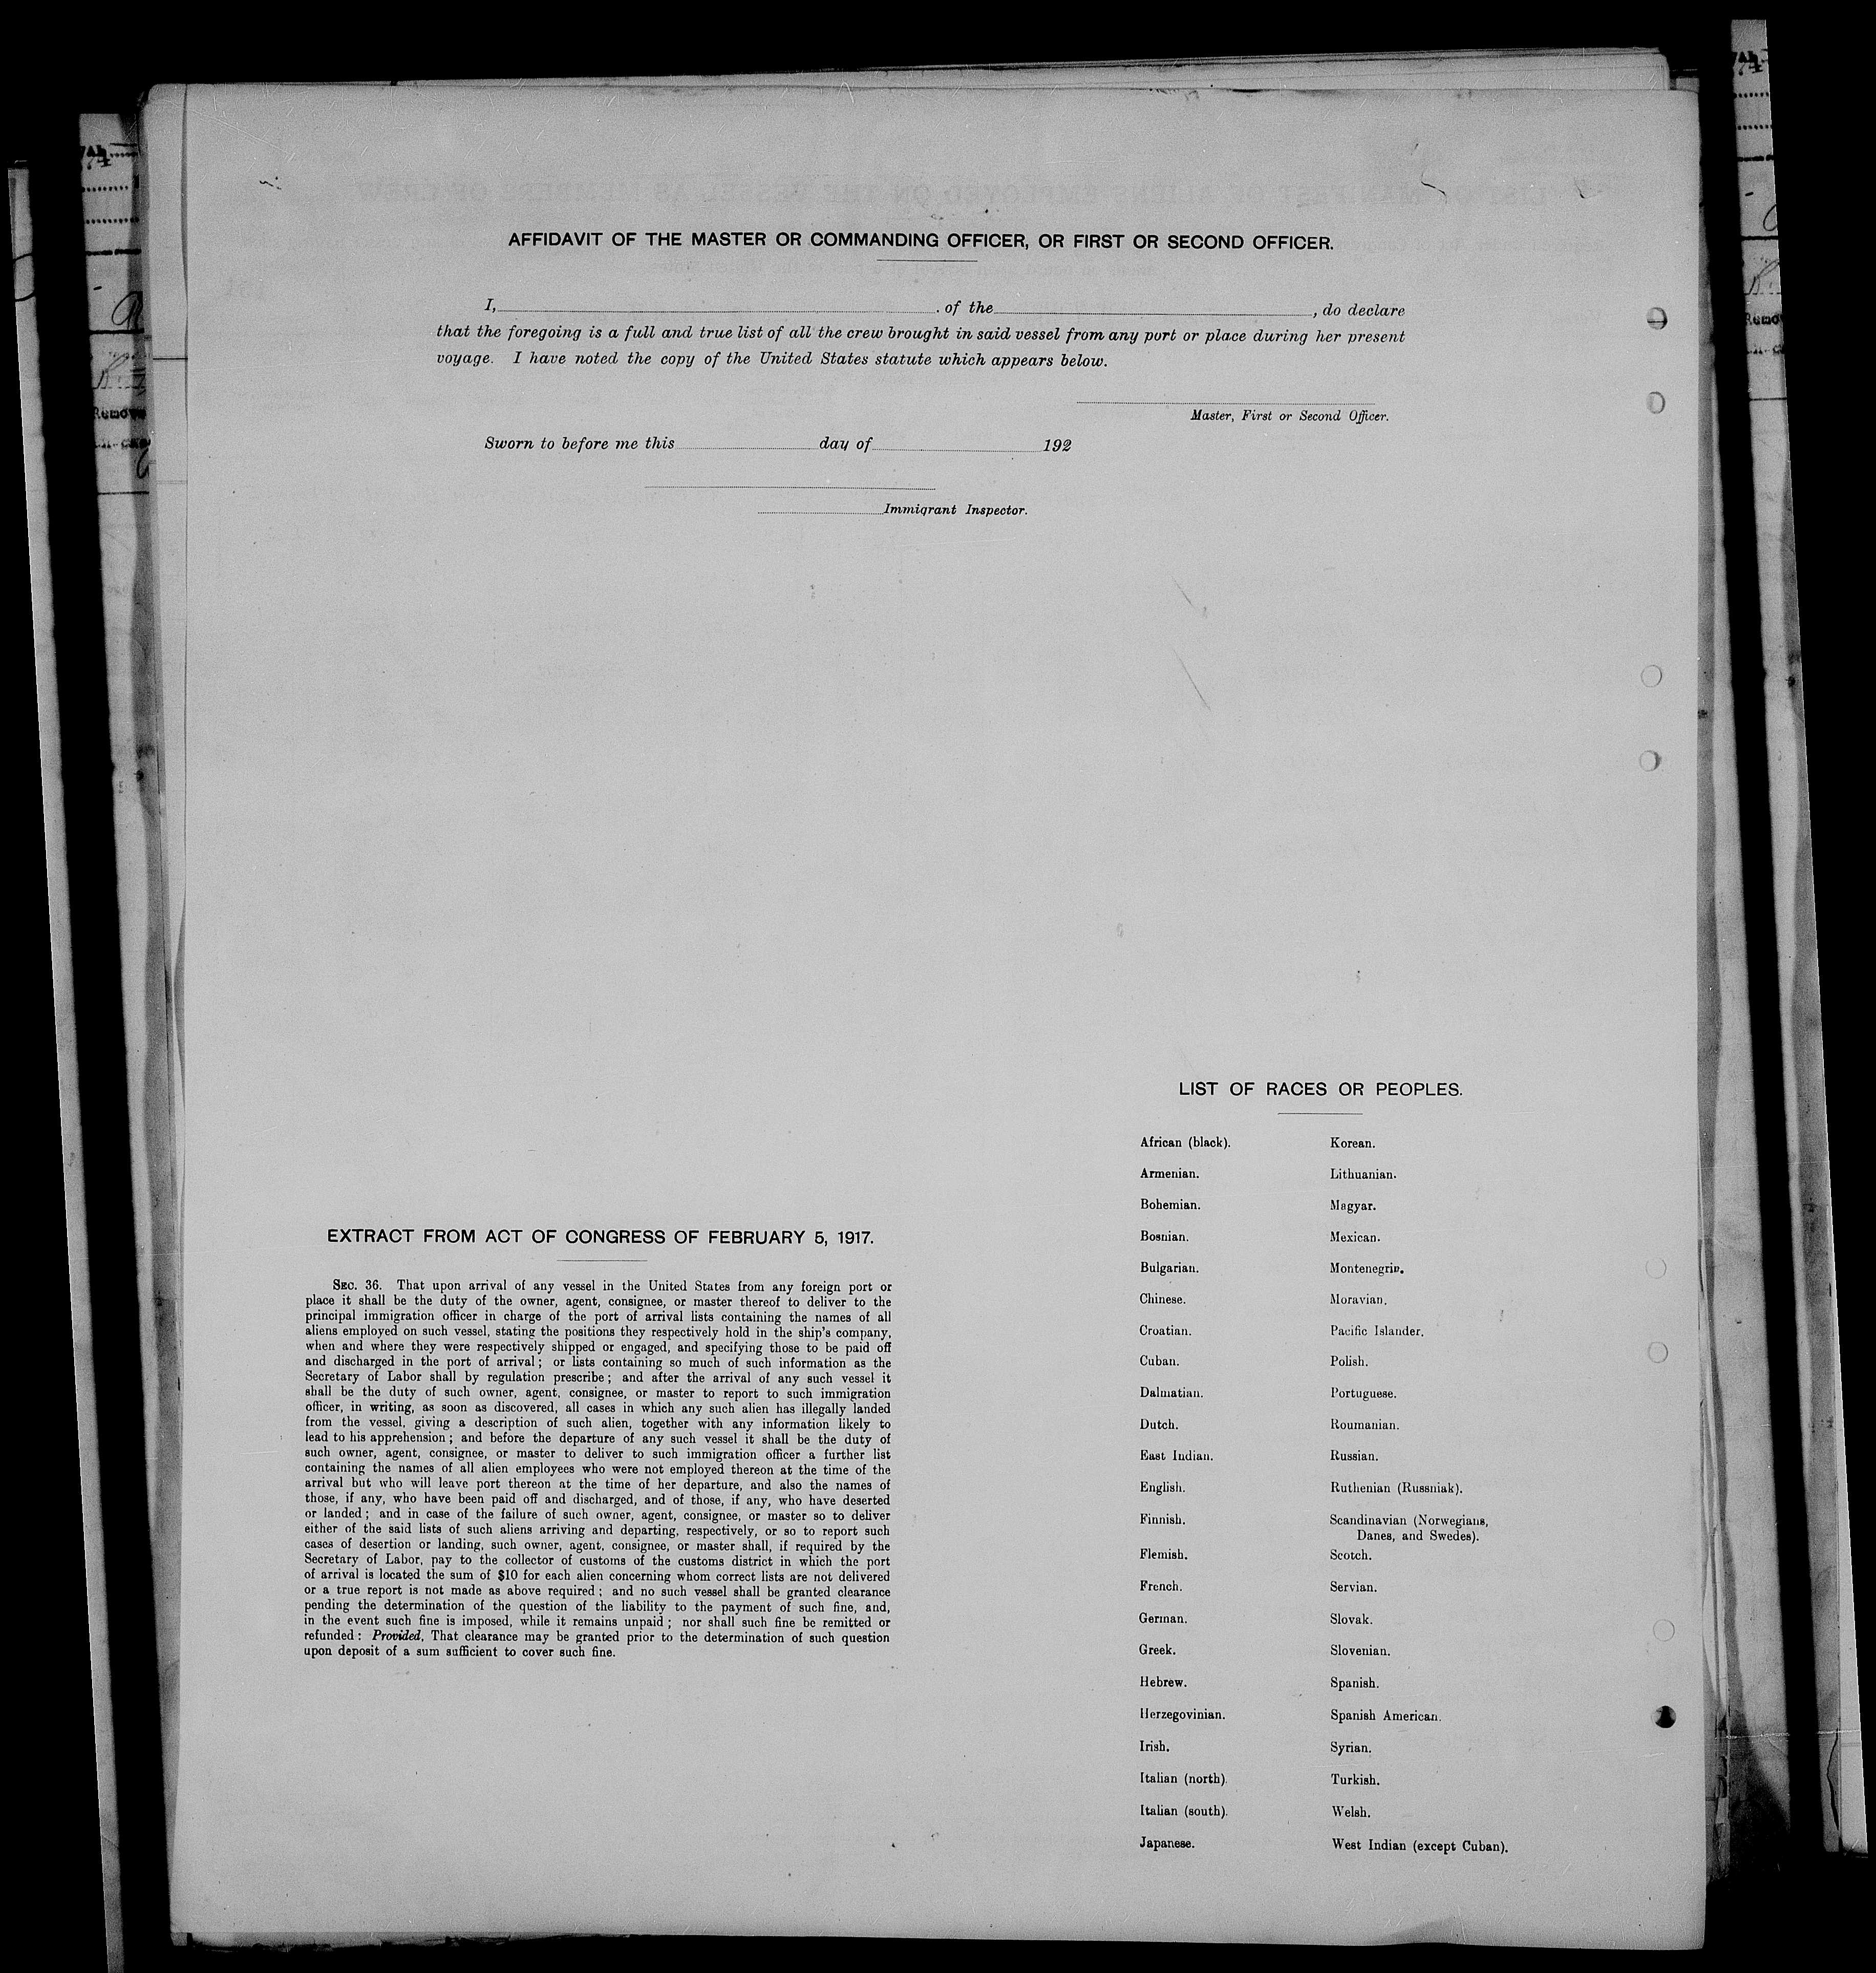 AFFIDAVIT OF THE MASTER OR COMMANDING OFFICER, OR FIRST OR SECOND OFFICER.
I, of the , do declare
that the foregoing is a full and true list of all the crew brought in said vessel from any port or place during her present
voyage. I have noted the copy of the United States statute which appears below.
Master, First or Second Officer.
Sworn to before me this day of 192
Immigrant Inspector.
EXTRACT FROM ACT OF CONGRESS OF FEBRUARY 5, 1917.
SEC. 36. That upon arrival of any vessel in the United States from any foreign port or
place it shall be the duty of the owner, agent, consignee, or master thereof to deliver to the
principal immigration officer in charge of the port of arrival lists containing the names of all
aliens employed on such vessel, stating the positions they respectively hold in the ship's company,
when and where they were respectively shipped or engaged, and specifying those to be paid off
and discharged in the port of arrival; or lists containing so much of such information as the
Secretary of Labor shall by regulation prescribe; and after the arrival of any such vessel it
shall be the duty of such owner, agent, consignee, or master to report to such immigration
officer, in writing, as soon as discovered, all cases in which any such alien has illegally landed
from the vessel, giving a description of such alien, together with any information likely to
lead to his apprehension; and before the departure of any such vessel it shall be the duty of
such owner, agent, consignee, or master to deliver to such immigration officer a further list
containing the names of all alien employees who were not employed thereon at the time of the
arrival but who will leave port thereon at the time of her departure, and also the names of
those, if any, who have been paid off and discharged, and of those, if any, who have deserted
or landed; and in case of the failure of such owner, agent, consignee, or master so to deliver
either of the said lists of such aliens arriving and departing, respectively, or so to report such
cases of desertion or landing, such owner, agent, consignee, or master shall, if required by the
Secretary of Labor, pay to the collector of customs of the customs district in which the port
of arrival is located the sum of $10 for each alien concerning whom correct lists are not delivered
or a true report is not made as above required; and no such vessel shall be granted clearance
pending the determination of the question of the liability to the payment of such fine, and,
in the event such fine is imposed, while it remains unpaid; nor shall such fine be remitted or
refunded: Provided, That clearance may be granted prior to the determination of such question
upon deposit of a sum sufficient to cover such fine.
LIST OF RACES OR PEOPLES.
African (black).
Armenian.
Bohemian.
Bosnian.
Bulgarian.
Chinese.
Croatian.
Cuban.
Dalmatian.
Dutch.
East Indian.
English.
Finnish.
Flemish.
French.
German.
Greek.
Hebrew.
Herzegovinian.
Irish.
Italian (north).
Italian (south).
Japanese.
Korean.
Lithuanian.
Magyar.
Mexican.
Montenegrin.
Moravian.
Pacific Islander.
Polish.
Portuguese.
Roumanian.
Russian.
Ruthenian (Russniak).
Scandinavian (Norwegians,
Danes, and Swedes).
Scotch.
Servian.
Slovak.
Slovenian.
Spanish.
Spanish American.
Syrian.
Turkish.
Welsh.
West Indian (except Cuban).